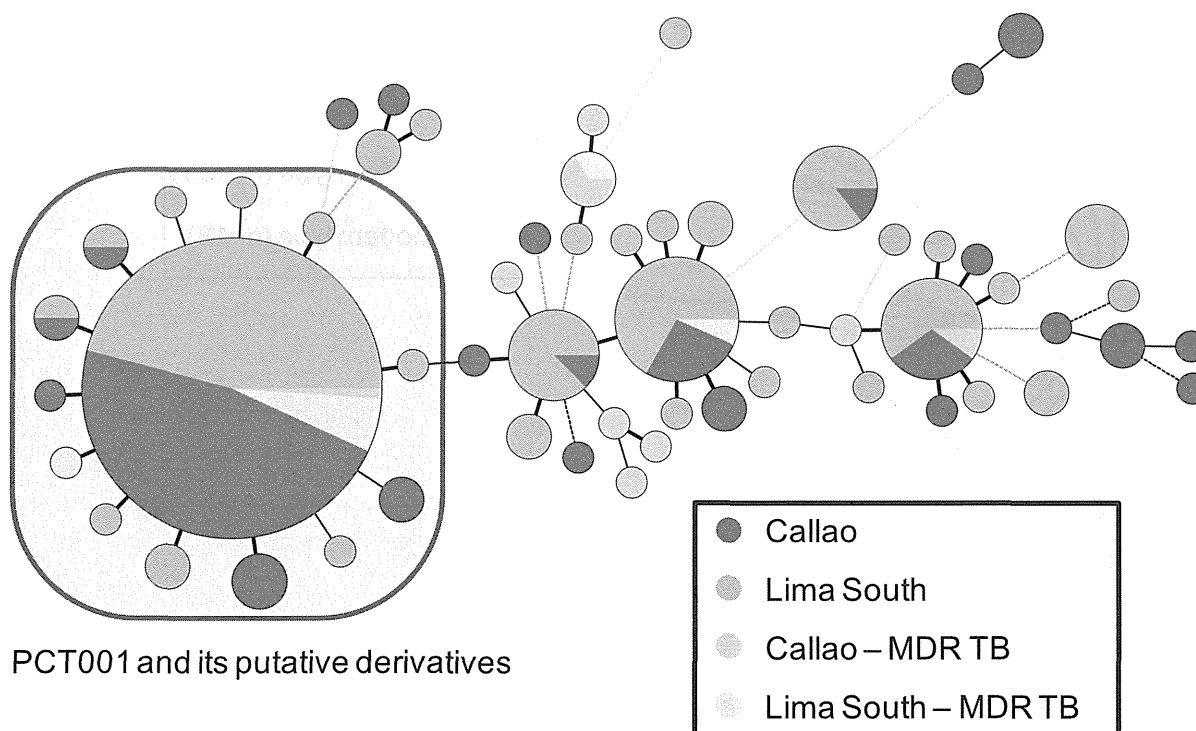 PCT001 and its putative derivatives
Callao
Lima South
Callao – MDR TB
Lima South – MDR TB